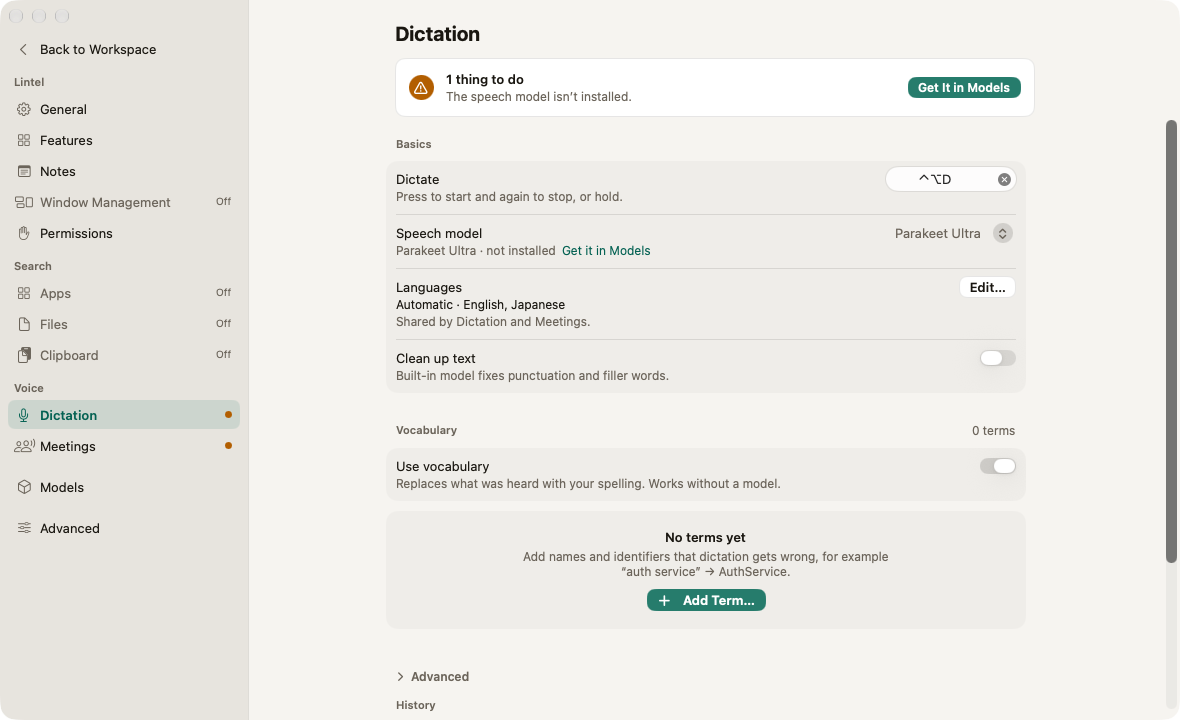 Back to Workspace
Lintel
General
Features
Notes
Window Management Off
Permissions
Search
Apps Off
Files Off
Clipboard Off
Voice
Dictation
Meetings
Models
Advanced
Dictation
1 thing to do
The speech model isn’t installed.
Get It in Models
Basics
Dictate
Press to start and again to stop, or hold.
⌃⌥D
Speech model
Parakeet Ultra · not installed Get it in Models
Parakeet Ultra
Languages
Automatic · English, Japanese
Shared by Dictation and Meetings.
Edit...
Clean up text
Built-in model fixes punctuation and filler words.
Vocabulary 0 terms
Use vocabulary
Replaces what was heard with your spelling. Works without a model.
No terms yet
Add names and identifiers that dictation gets wrong, for example
“auth service” → AuthService.
+ Add Term...
Advanced
History